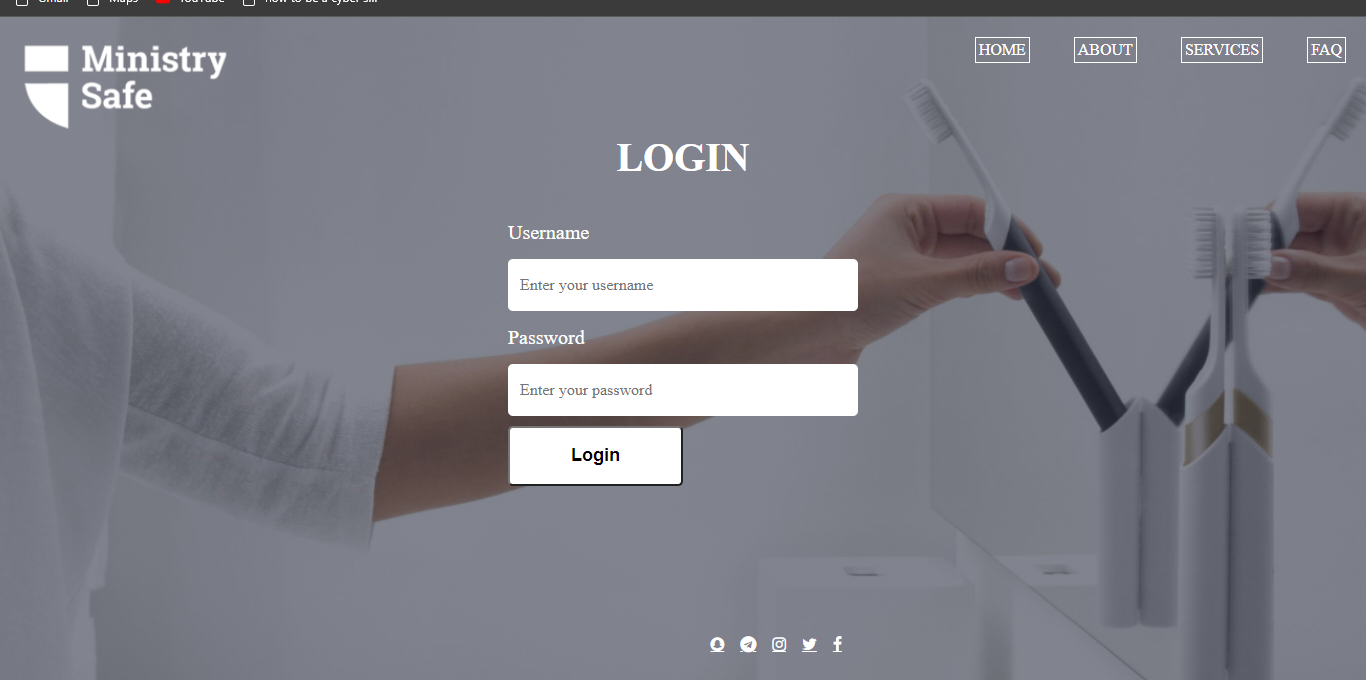 Gmail Maps YouTube how to be a cyber s...
Ministry
Safe
HOME ABOUT SERVICES FAQ
LOGIN
Username
Enter your username
Password
Enter your password
Login